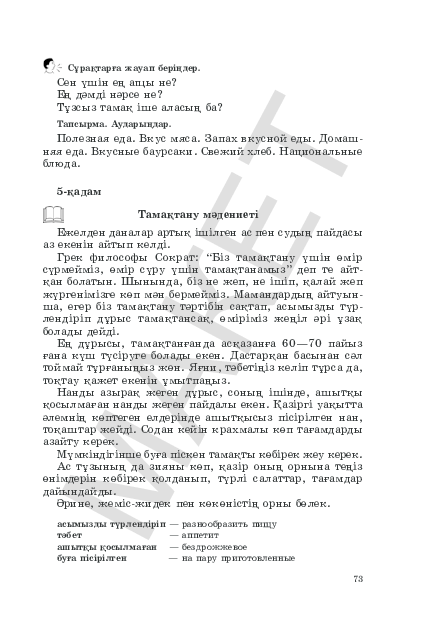 Сұрақтарға жауап беріңдер.
Сен үшін ең ащы не?
Ең дәмді нәрсе не?
Тұзсыз тамақ іше аласың ба?
Тапсырма. Аударыңдар.
Полезная еда. Вкус мяса. Запах вкусной еды. Домаш-
няя еда. Вкусные баурсаки. Свежий хлеб. Национальные
блюда.
5-қадам
Тамақтану мәдениеті
Ежелден даналар артық ішілген ас пен судың пайдасы
аз екенін айтып келді.
Грек философы Сократ: “Біз тамақтану үшін өмір
сүрмейміз, өмір сүру үшін тамақтанамыз” деп те айт-
қан болатын. Шынында, біз не жеп, не ішіп, қалай жеп
жүргенімізге көп мән бермейміз. Мамандардың айтуын-
ша, егер біз тамақтану тәртібін сақтап, асымызды түр-
лендіріп дұрыс тамақтансақ, өміріміз жеңіл әрі ұзақ
болады дейді.
Ең дұрысы, тамақтанғанда асқазанға 60—70 пайыз
ғана күш түсіруге болады екен. Дастарқан басынан сәл
тоймай тұрғаныңыз жөн. Яғни, тәбетіңіз келіп тұрса да,
тоқтау қажет екенін ұмытпаңыз.
Нанды азырақ жеген дұрыс, соның ішінде, ашытқы
қосылмаған нанды жеген пайдалы екен. Қазіргі уақытта
әлемнің көптеген елдерінде ашытқысыз пісірілген нан,
тоқаштар жейді. Содан кейін крахмалы көп тағамдарды
азайту керек.
Мүмкіндігінше буға піскен тамақты көбірек жеу керек.
Ас тұзының да зияны көп, қазір оның орнына теңіз
өнімдерін көбірек қолданып, түрлі салаттар, тағамдар
дайындайды.
Әрине, жеміс-жидек пен көкөністің орны бөлек.
асымызды түрлендіріп — разнообразить пищу
тәбет — аппетит
ашытқы қосылмаған — бездрожжевое
буға пісірілген — на пару приготовленные
73
МАКЕТ